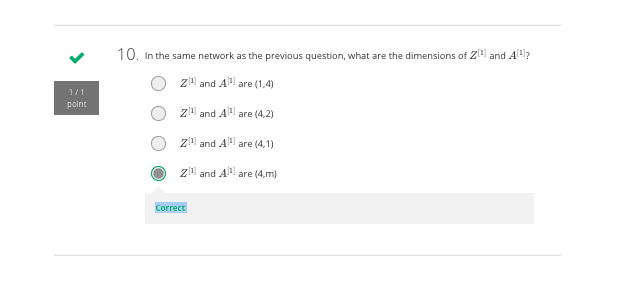 10. In the same network as the previous question, what are the dimensions of Z[1] and A[1]?
1 / 1
point
Z[1] and A[1] are (1,4)
Z[1] and A[1] are (4,2)
Z[1] and A[1] are (4,1)
Z[1] and A[1] are (4,m)
Correct